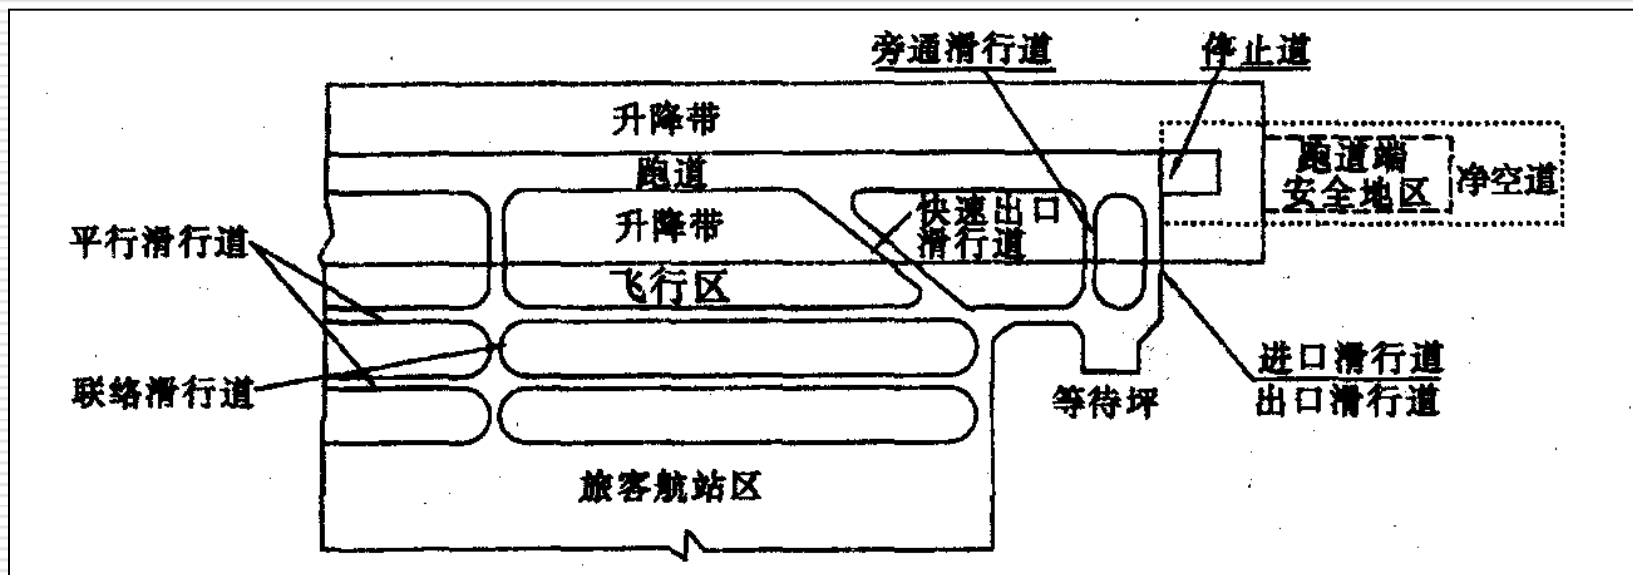 旁通滑行道
停止道
升降带
跑道
跑道端
安全地区
净空道
升降带
快速出口
滑行道
平行滑行道
飞行区
联络滑行道
等待坪
进口滑行道
出口滑行道
旅客航站区